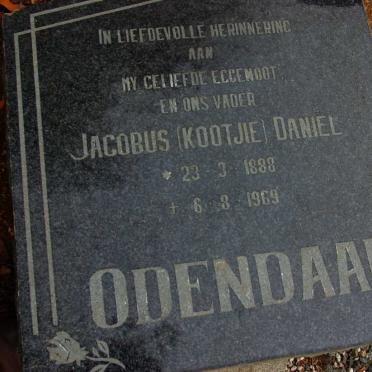 IN LIEFDEVOLLE HERINNERING
AAN
MY GELIEFDE EGGENOOT
EN ONS VADER
JACOBUS (KOOTJIE) DANIEL
* 23-3-1888
+ 6-8-1969
ODENDAAL